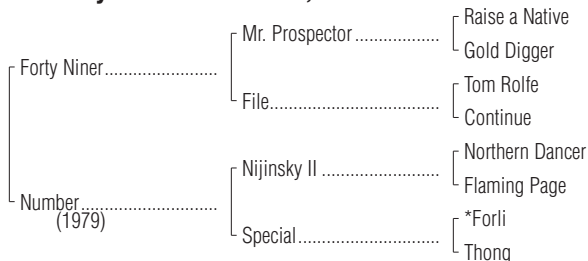 Raise a Native
Mr. Prospector ....................
Gold Digger
Forty Niner...........................
Tom Rolfe
File........................................
Continue
Northern Dancer
Nijinsky II ............................
Flaming Page
Number.................................
(1979)
*Forli
Special..................................
Thong